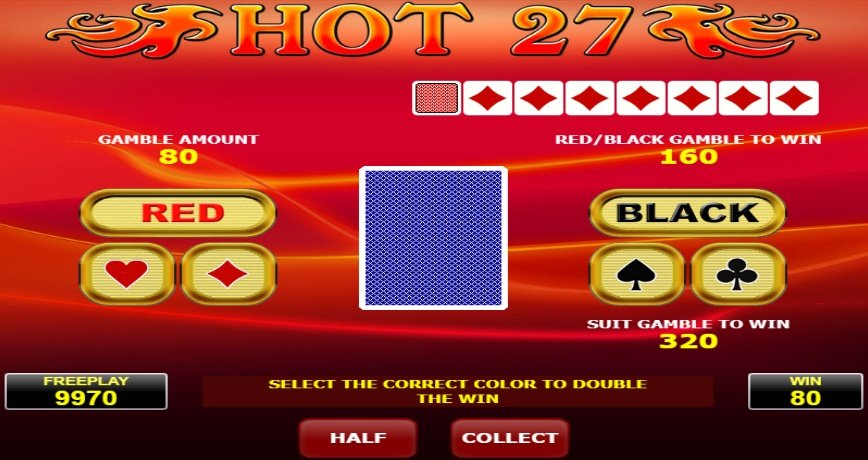 HOT 27
GAMBLE AMOUNT
80
RED/BLACK GAMBLE TO WIN
160
RED
BLACK
SUIT GAMBLE TO WIN
320
FREEPLAY
9970
SELECT THE CORRECT COLOR TO DOUBLE
THE WIN
WIN
80
HALF
COLLECT